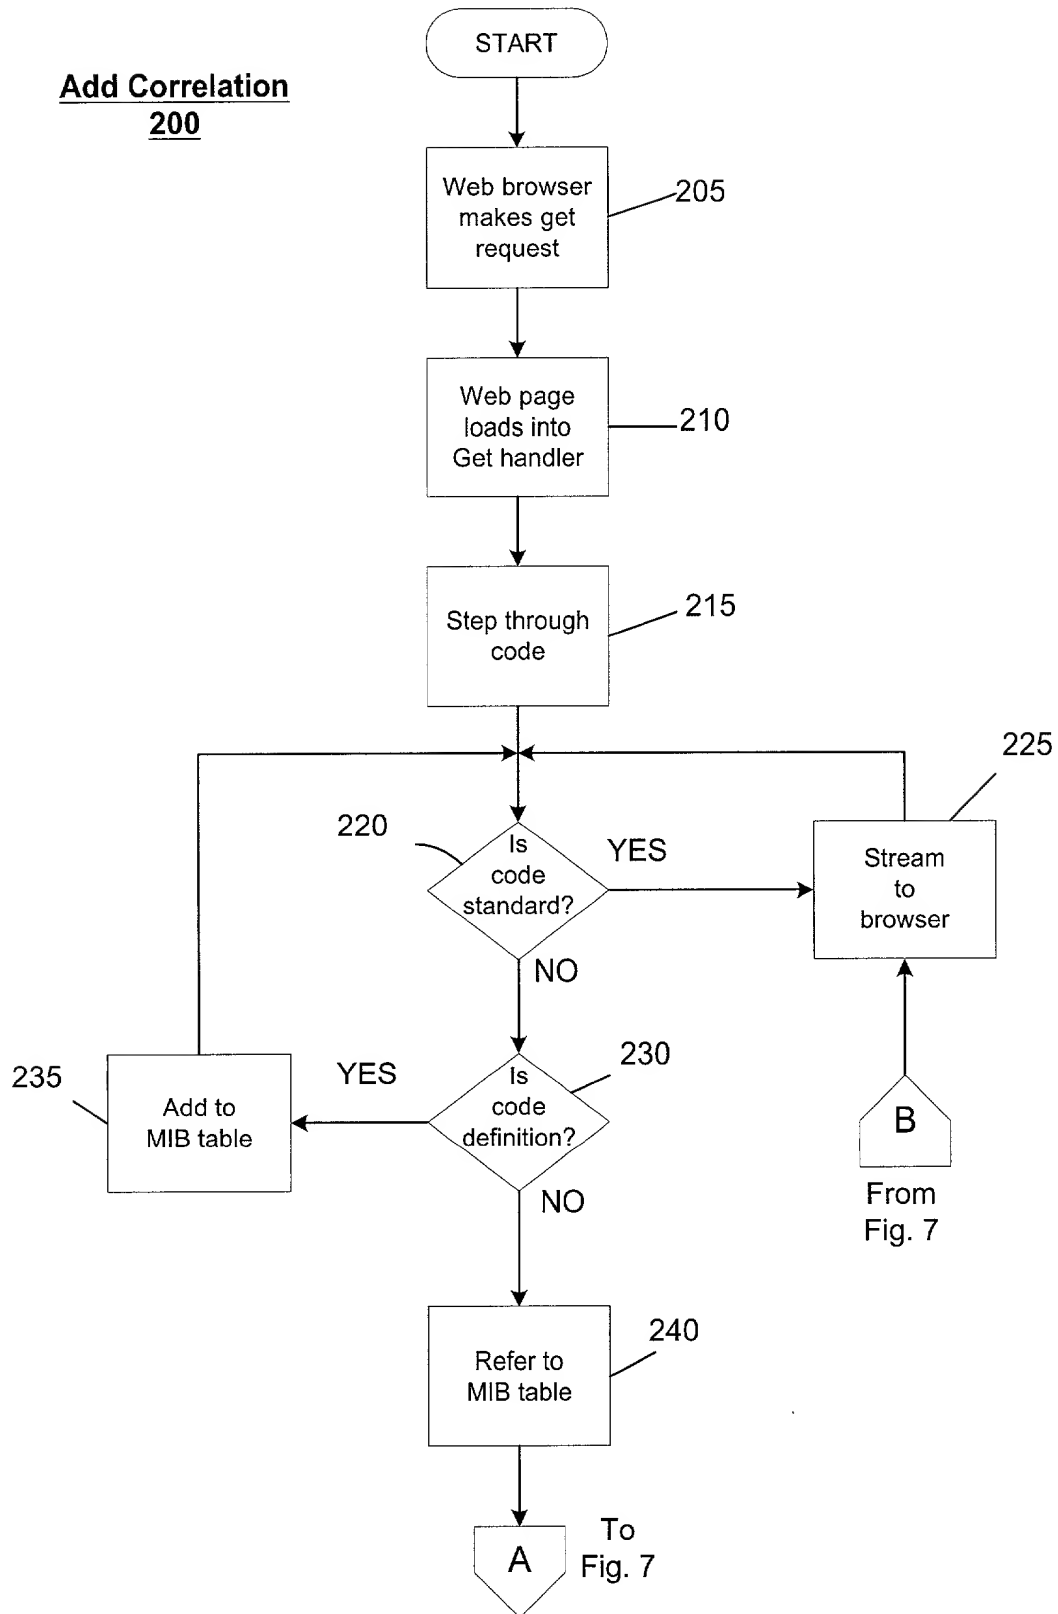 START
Add Correlation
200
Web browser
makes get
request
205
Web page
loads into
Get handler
210
Step through
code
215
225
220
Is
code
standard?
YES
Stream
to
browser
NO
235
YES
230
Add to
MIB table
Is
code
definition?
B
NO
From
Fig. 7
240
Refer to
MIB table
A
To
Fig. 7